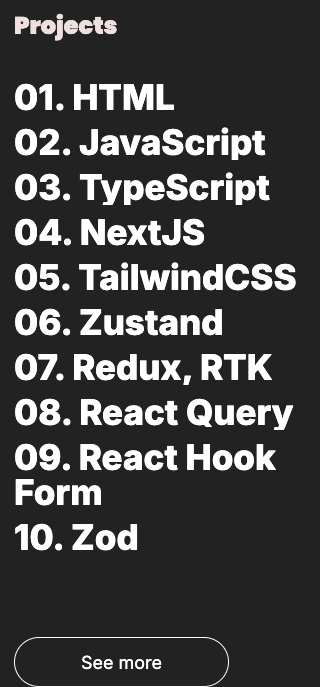 Projects
01. HTML
02. JavaScript
03. TypeScript
04. NextJS
05. TailwindCSS
06. Zustand
07. Redux, RTK
08. React Query
09. React Hook
Form
10. Zod
See more